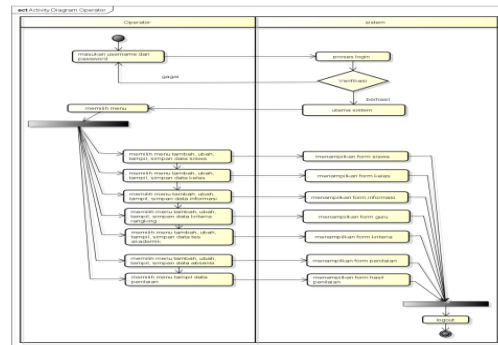 act Activity Diagram Operator
Operator
sistem
masukan username dan
password
proses login
gagal
Verifikasi
berhasil
memilih menu
utama sistem
memilih menu tambah, ubah,
tampil, simpan data siswa
menampilkan form siswa
memilih menu tambah, ubah,
tampil, simpan data kelas
menampilkan form kelas
memilih menu tambah, ubah,
tampil, simpan data informasi
menampilkan form informasi
memilih menu tambah, ubah,
tampil, simpan data kriteria
rangking
menampilkan form guru
memilih menu tambah, ubah,
tampil, simpan data tes
akademik
menampilkan form kriteria
memilih menu tambah, ubah,
tampil, simpan data absensi
menampilkan form penilaian
memilih menu tampil data
penilaian
menampilkan form hasil
penilaian
logout